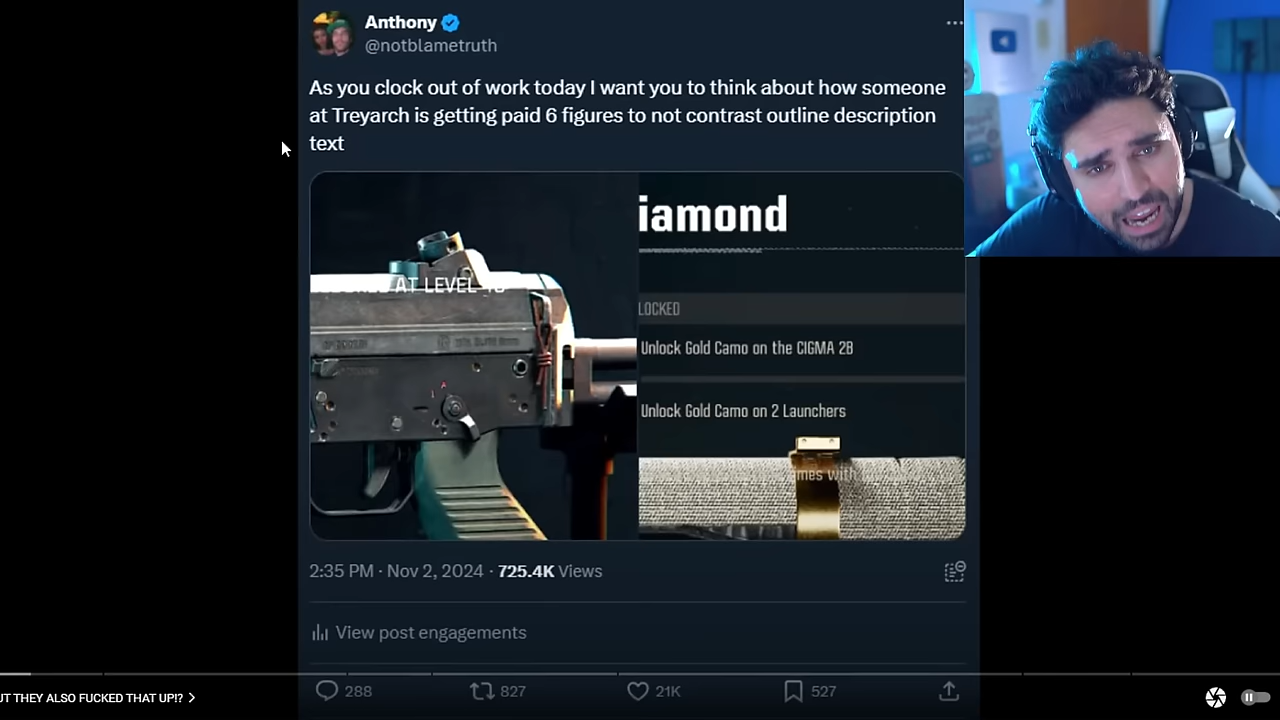 Anthony
@notblametruth
As you clock out of work today I want you to think about how someone
at Treyarch is getting paid 6 figures to not contrast outline description
text
AT LEVEL
iamond
LOCKED
Unlock Gold Camo on the CIGMA 2B
Unlock Gold Camo on 2 Launchers
mes with
2:35 PM · Nov 2, 2024 · 725.4K Views
View post engagements
288 827 21K 527
UT THEY ALSO FUCKED THAT UP!?